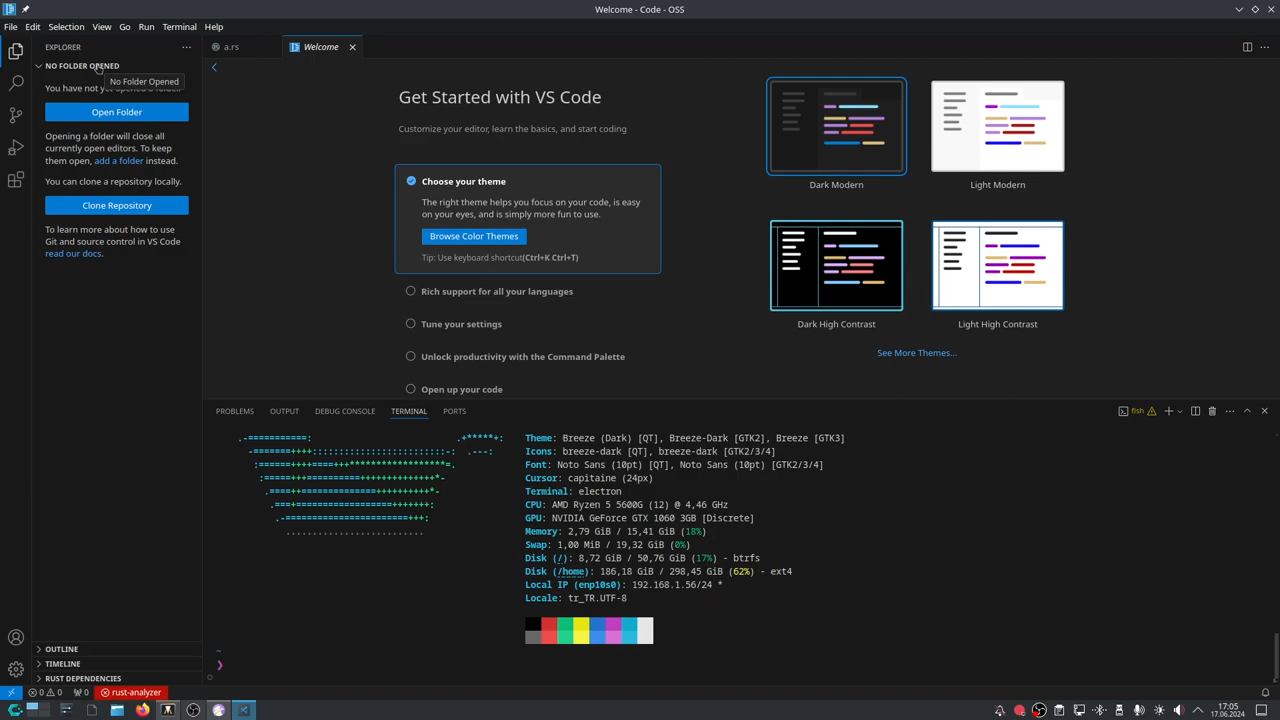 Welcome - Code - OSS
File Edit Selection View Go Run Terminal Help
EXPLORER
a.rs
Welcome
NO FOLDER OPENED
No Folder Opened
You have not yet opened a folder.
Open Folder
Opening a folder will close all
currently open editors. To keep
them open, add a folder instead.
You can clone a repository locally.
Clone Repository
To learn more about how to use
Git and source control in VS Code
read our docs.
OUTLINE
TIMELINE
RUST DEPENDENCIES
Get Started with VS Code
Customize your editor, learn the basics, and start coding
Choose your theme
The right theme helps you focus on your code, is easy
on your eyes, and is simply more fun to use.
Browse Color Themes
Tip: Use keyboard shortcut(Ctrl+K Ctrl+T)
Rich support for all your languages
Tune your settings
Unlock productivity with the Command Palette
Open up your code
Dark Modern
Light Modern
Dark High Contrast
Light High Contrast
See More Themes...
PROBLEMS OUTPUT DEBUG CONSOLE TERMINAL PORTS
fish
Theme: Breeze (Dark) [QT], Breeze-Dark [GTK2], Breeze [GTK3]
Icons: breeze-dark [QT], breeze-dark [GTK2/3/4]
Font: Noto Sans (10pt) [QT], Noto Sans (10pt) [GTK2/3/4]
Cursor: capitaine (24px)
Terminal: electron
CPU: AMD Ryzen 5 5600G (12) @ 4,46 GHz
GPU: NVIDIA GeForce GTX 1060 3GB [Discrete]
Memory: 2,79 GiB / 15,41 GiB (18%)
Swap: 1,00 MiB / 19,32 GiB (0%)
Disk (/): 8,72 GiB / 50,76 GiB (17%) - btrfs
Disk (/home): 186,18 GiB / 298,45 GiB (62%) - ext4
Local IP (enp10s0): 192.168.1.56/24 *
Locale: tr_TR.UTF-8
~
❯
0 0 0 rust-analyzer
17:05
17.06.2024